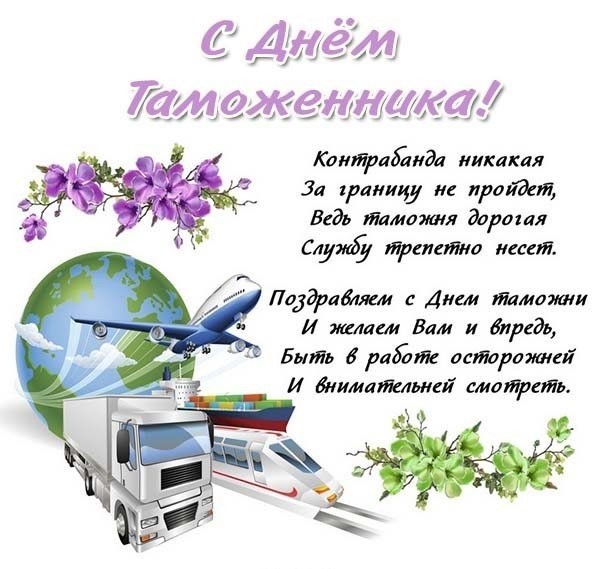 С Днём
Таможенника!
Контрабанда никакая
За границу не пройдет,
Ведь таможня дорогая
Службу трепетно несет.
Поздравляем с Днем таможни
И желаем Вам и впредь,
Быть в работе осторожней
И внимательней смотреть.